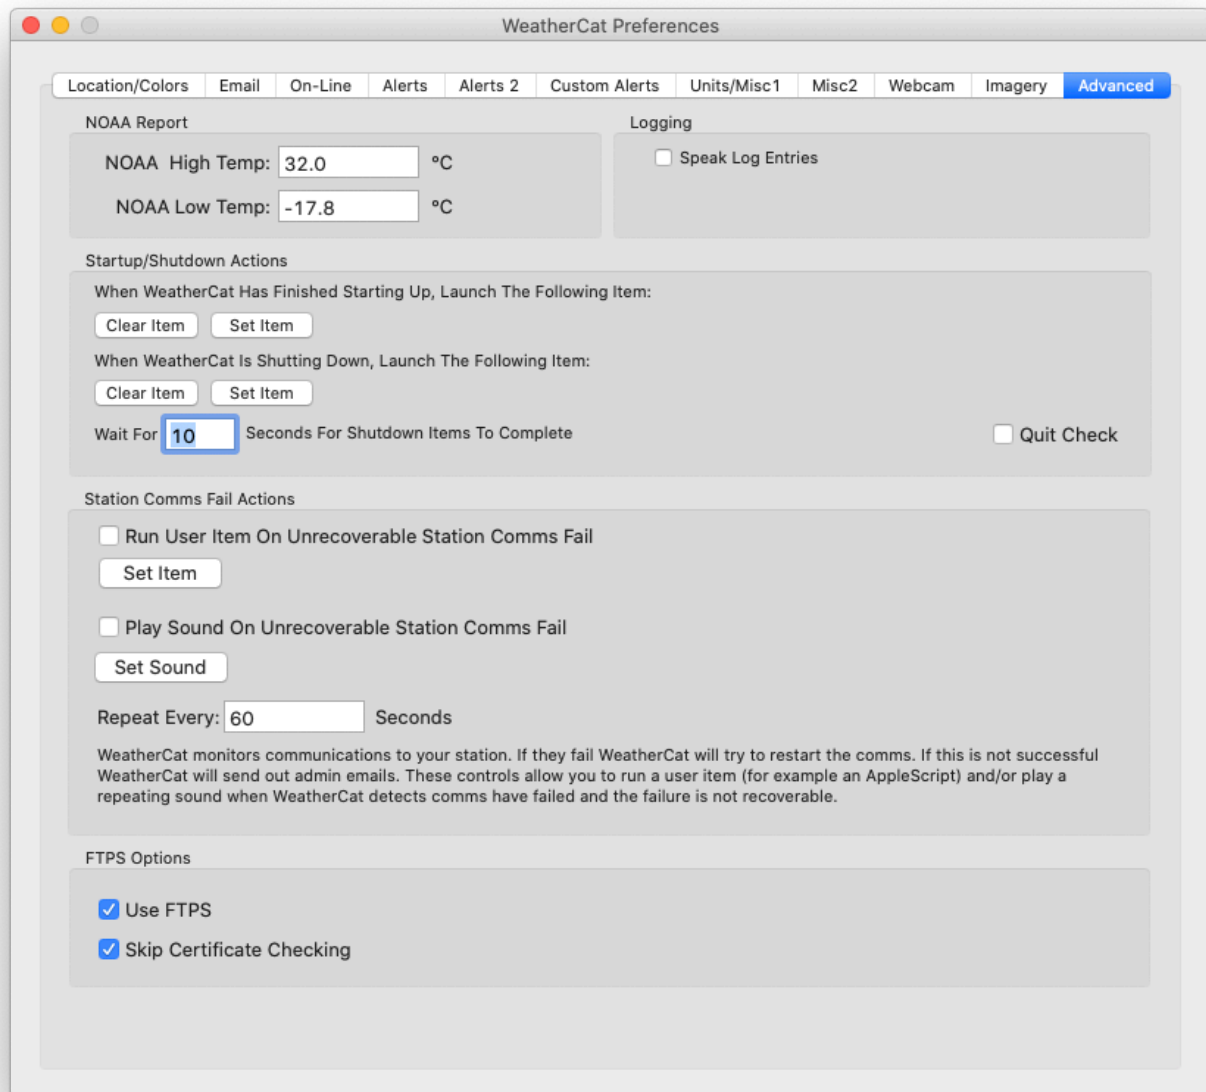 WeatherCat Preferences
Location/Colors Email On-Line Alerts Alerts 2 Custom Alerts Units/Misc1 Misc2 Webcam Imagery Advanced
NOAA Report
NOAA High Temp: 32.0 °C
NOAA Low Temp: -17.8 °C
Logging
Speak Log Entries
Startup/Shutdown Actions
When WeatherCat Has Finished Starting Up, Launch The Following Item:
Clear Item Set Item
When WeatherCat Is Shutting Down, Launch The Following Item:
Clear Item Set Item
Wait For 10 Seconds For Shutdown Items To Complete Quit Check
Station Comms Fail Actions
Run User Item On Unrecoverable Station Comms Fail
Set Item
Play Sound On Unrecoverable Station Comms Fail
Set Sound
Repeat Every: 60 Seconds
WeatherCat monitors communications to your station. If they fail WeatherCat will try to restart the comms. If this is not successful
WeatherCat will send out admin emails. These controls allow you to run a user item (for example an AppleScript) and/or play a
repeating sound when WeatherCat detects comms have failed and the failure is not recoverable.
FTPS Options
Use FTPS
Skip Certificate Checking